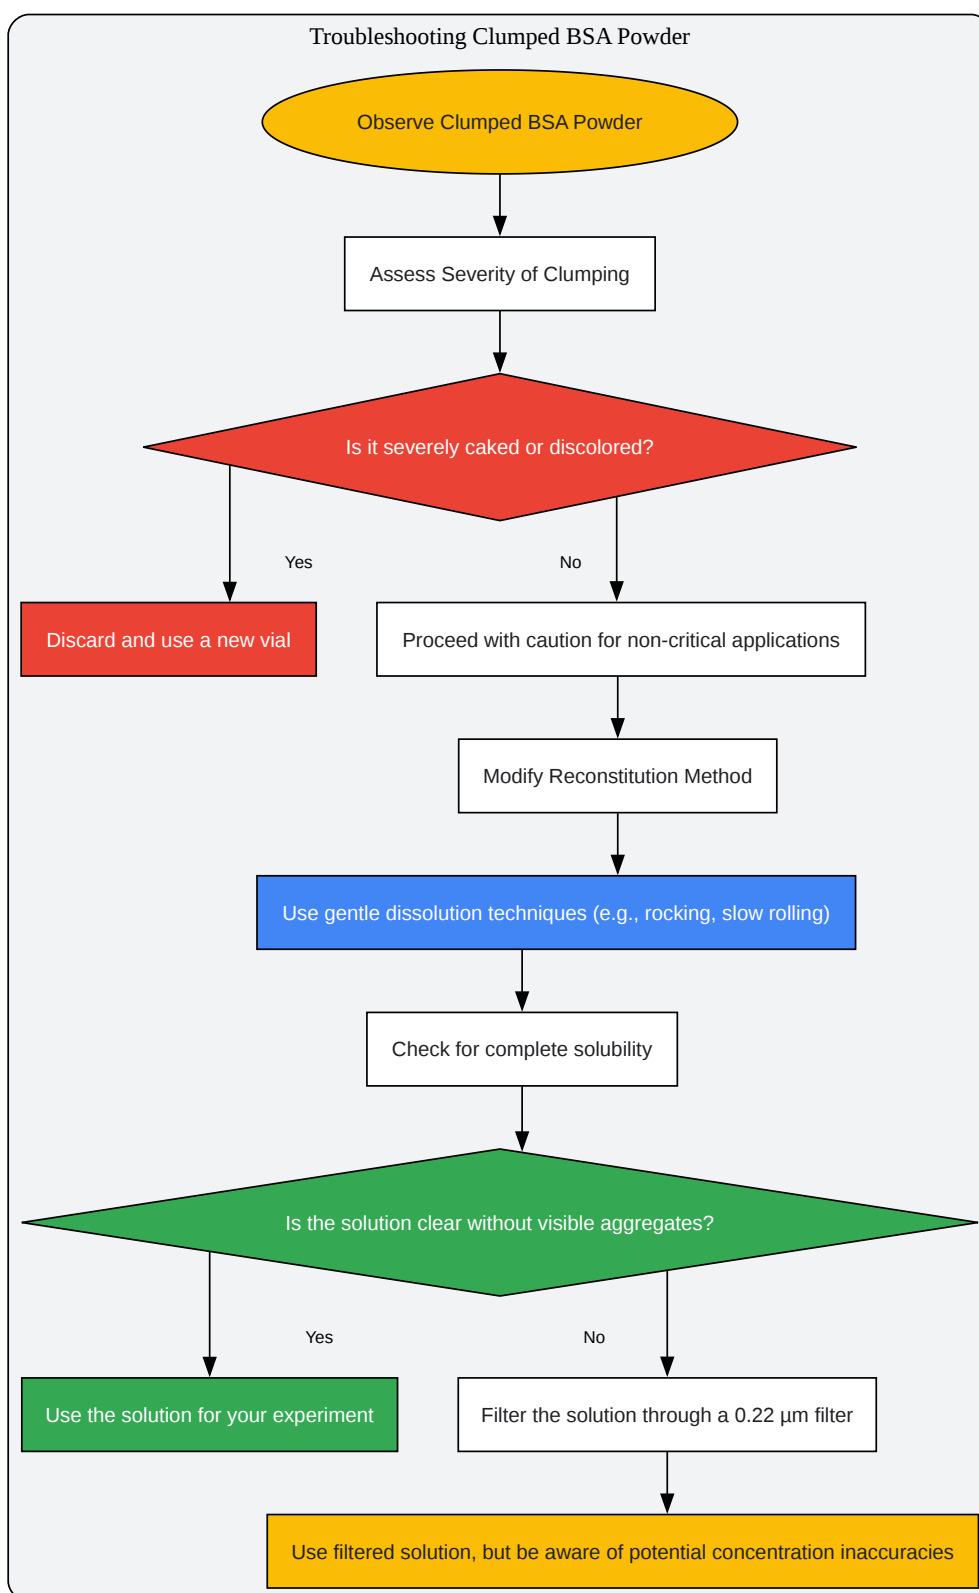 Troubleshooting Clumped BSA Powder
Observe Clumped BSA Powder
Assess Severity of Clumping
Is it severely caked or discolored?
Yes
No
Discard and use a new vial
Proceed with caution for non-critical applications
Modify Reconstitution Method
Use gentle dissolution techniques (e.g., rocking, slow rolling)
Check for complete solubility
Is the solution clear without visible aggregates?
Yes
No
Use the solution for your experiment
Filter the solution through a 0.22 µm filter
Use filtered solution, but be aware of potential concentration inaccuracies